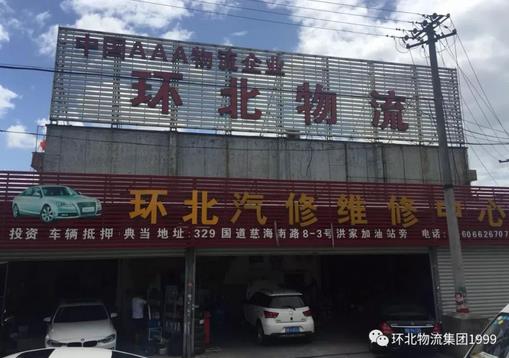 中国AAA物流企业
环北物流
环北汽修维修中心
投资 车辆抵押 典当 地址:329国道慈海南路8-3号洪家加油站旁 电话:
6066626707
环北物流集团1999